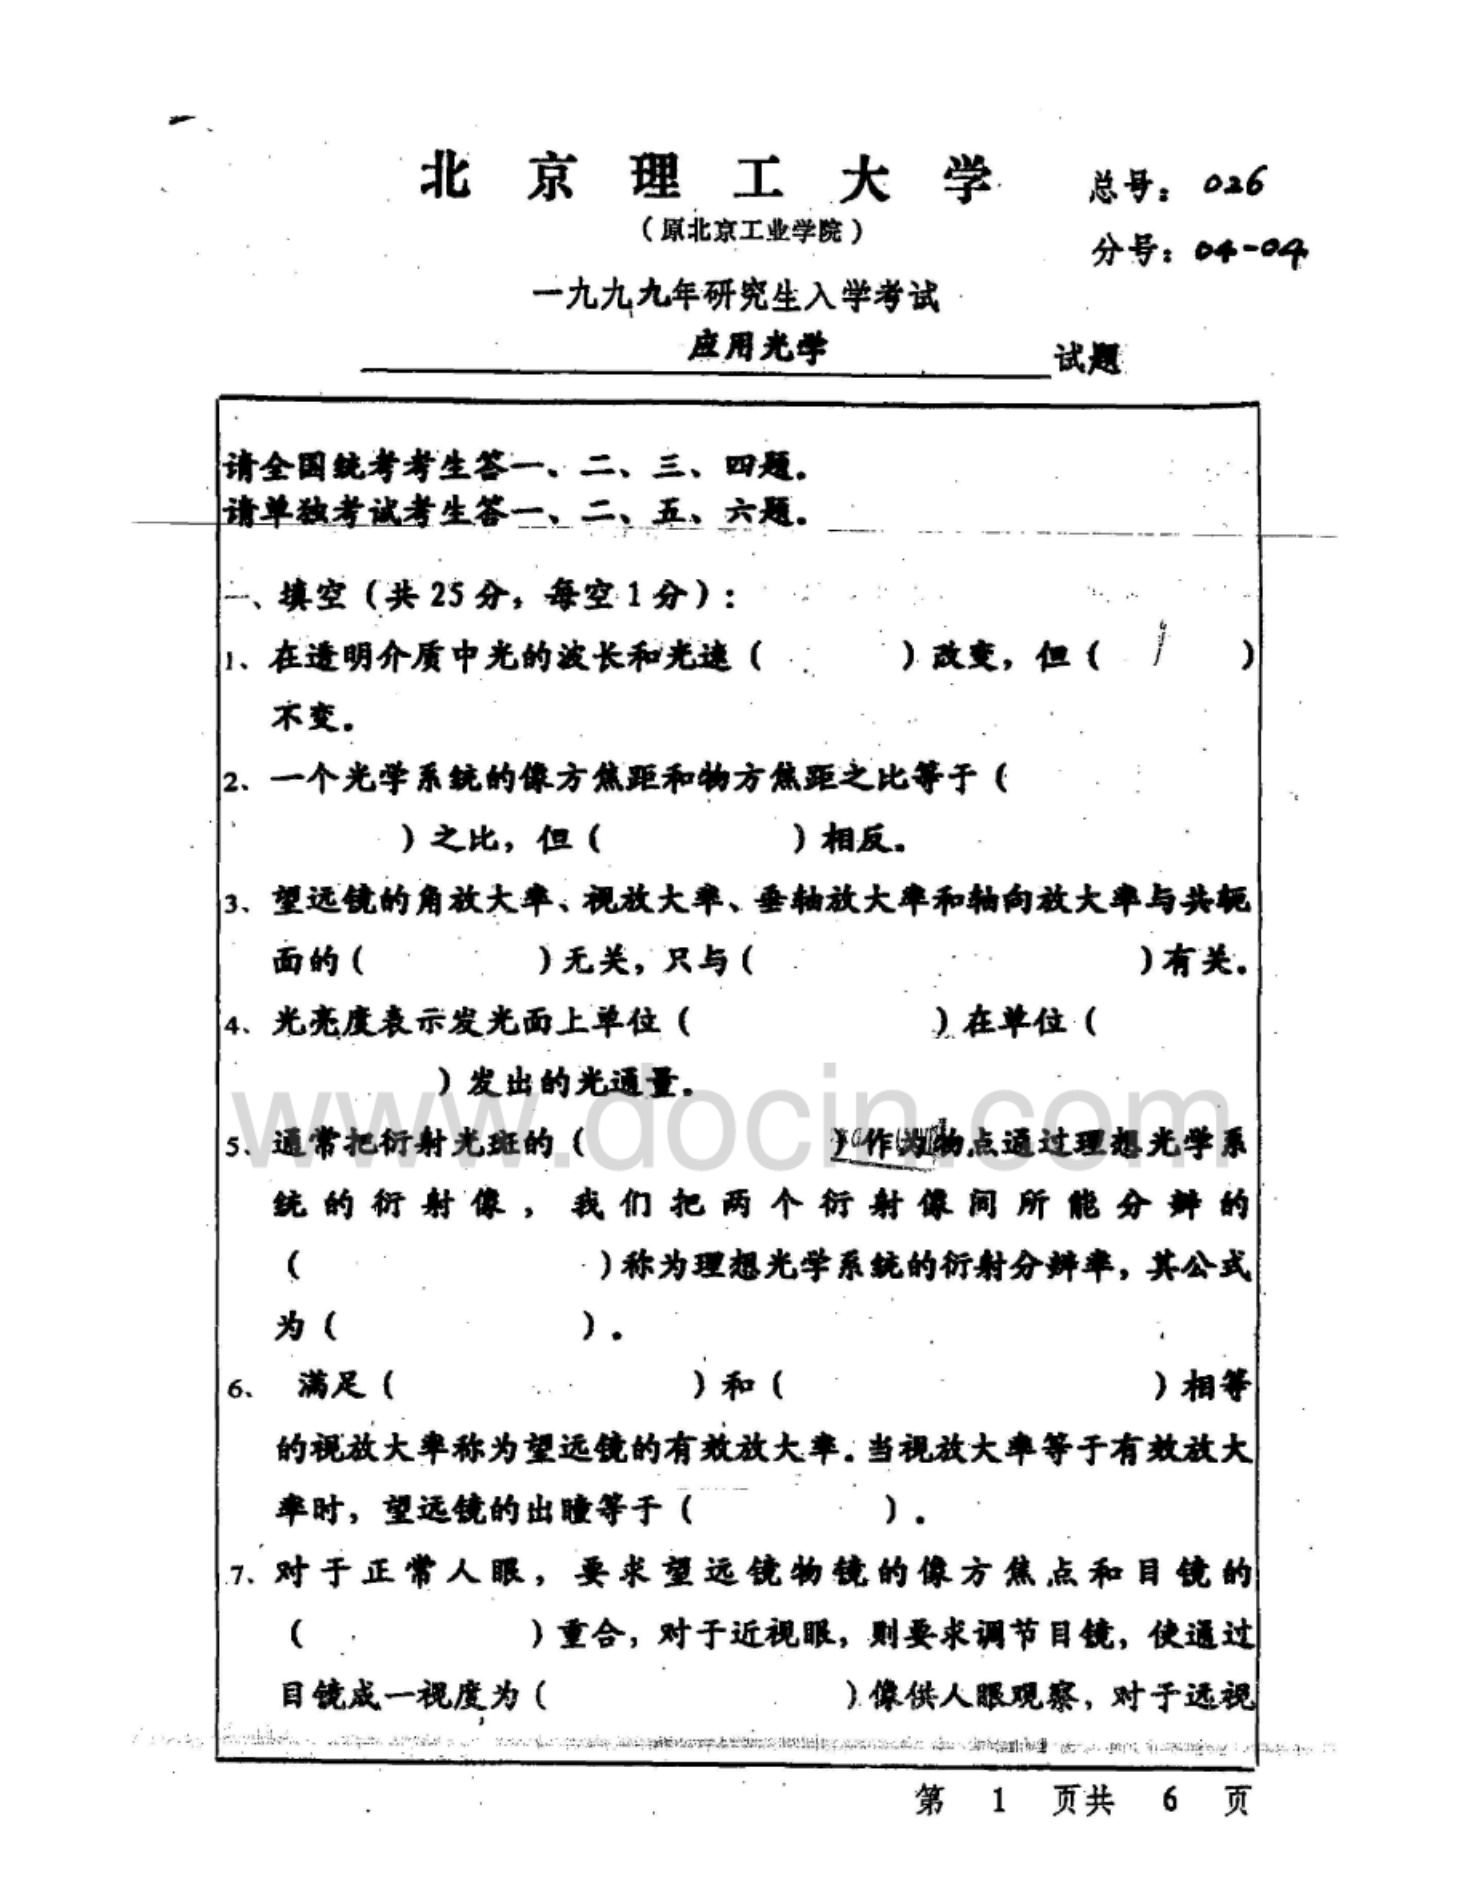 北京理工大学
总号：026
（原北京工业学院）
分号：04-04
一九九九年研究生入学考试
应用光学 试题
请全国统考考生答一、二、三、四题。
请单独考试考生答一、二、五、六题。
一、填空（共 25 分，每空 1 分）：
1、在透明介质中光的波长和光速（ ）改变，但（ ）
不变。
2、一个光学系统的像方焦距和物方焦距之比等于（
）之比，但（ ）相反。
3、望远镜的角放大率、视放大率、垂轴放大率和轴向放大率与共轭
面的（ ）无关，只与（ ）有关。
4、光亮度表示发光面上单位（ ）在单位（
）发出的光通量。
www.docin.com
5、通常把衍射光斑的（ ）作为物点通过理想光学系
统的衍射像，我们把两个衍射像间所能分辨的
（ ）称为理想光学系统的衍射分辨率，其公式
为（ ）。
6、 满足（ ）和（ ）相等
的视放大率称为望远镜的有效放大率。当视放大率等于有效放大
率时，望远镜的出瞳等于（ ）。
7、对于正常人眼，要求望远镜物镜的像方焦点和目镜的
（ ）重合，对于近视眼，则要求调节目镜，使通过
目镜成一视度为（ ）像供人眼观察，对于远视
第 1 页共 6 页